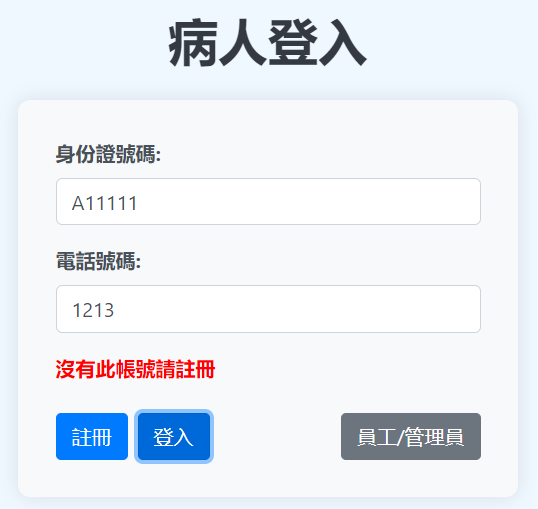 病人登入
身份證號碼:
A11111
電話號碼:
1213
沒有此帳號請註冊
註冊 登入 員工/管理員